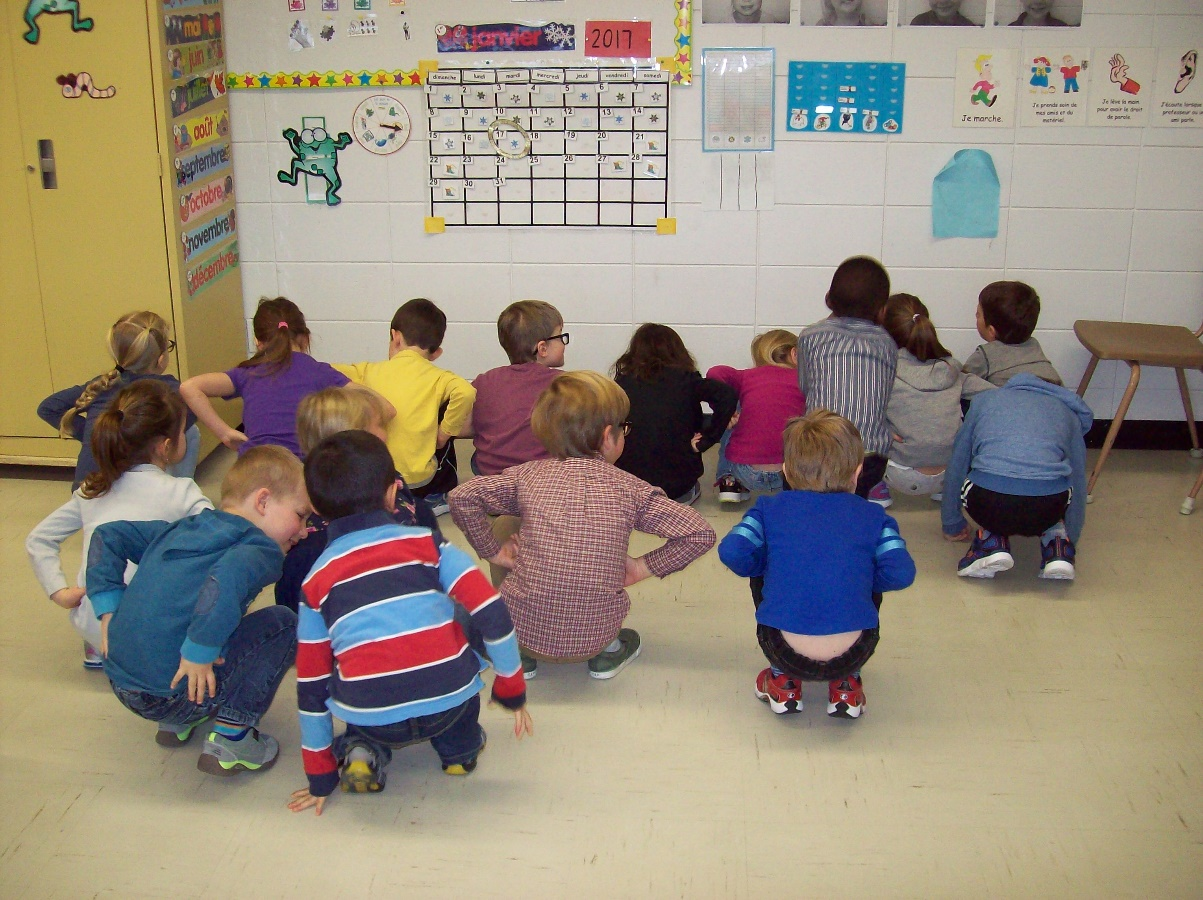 janvier
2017
mai
juin
juillet
août
septembre
octobre
novembre
décembre
dimanche lundi mardi mercredi jeudi vendredi samedi
1 2 3 4 5 6 7
8 9 10 11 12 13 14
15 16 17 18 19 20 21
22 23 24 25 26 27 28
29 30 31
Je marche.
Je prends soin de
mes amis et du
matériel.
Je lève la main
pour avoir le droit
de parole.
J'écoute lorsque
professeur ou
ami parle.